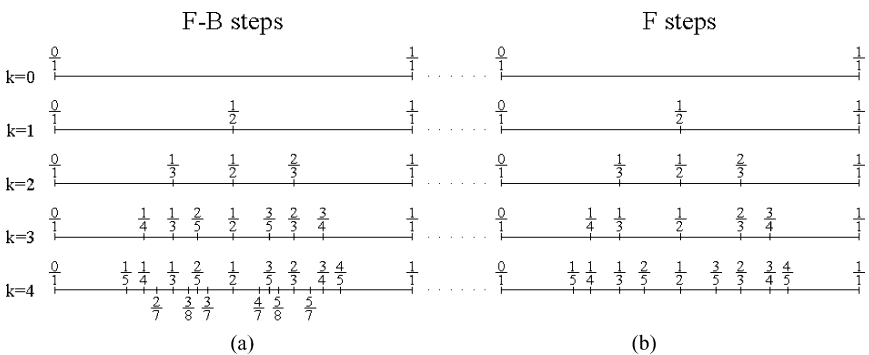 F-B steps F steps
0/1 1/1 0/1 1/1
k=0
0/1 1/2 1/1 0/1 1/2 1/1
k=1
0/1 1/3 1/2 2/3 1/1 0/1 1/3 1/2 2/3 1/1
k=2
0/1 1/4 1/3 2/5 1/2 3/5 2/3 3/4 1/1 0/1 1/4 1/3 1/2 2/3 3/4 1/1
k=3
0/1 1/5 1/4 1/3 2/5 1/2 3/5 2/3 3/4 4/5 1/1 0/1 1/5 1/4 1/3 2/5 1/2 3/5 2/3 3/4 4/5 1/1
k=4
2/7 3/8 3/7 4/7 5/8 5/7
(a) (b)